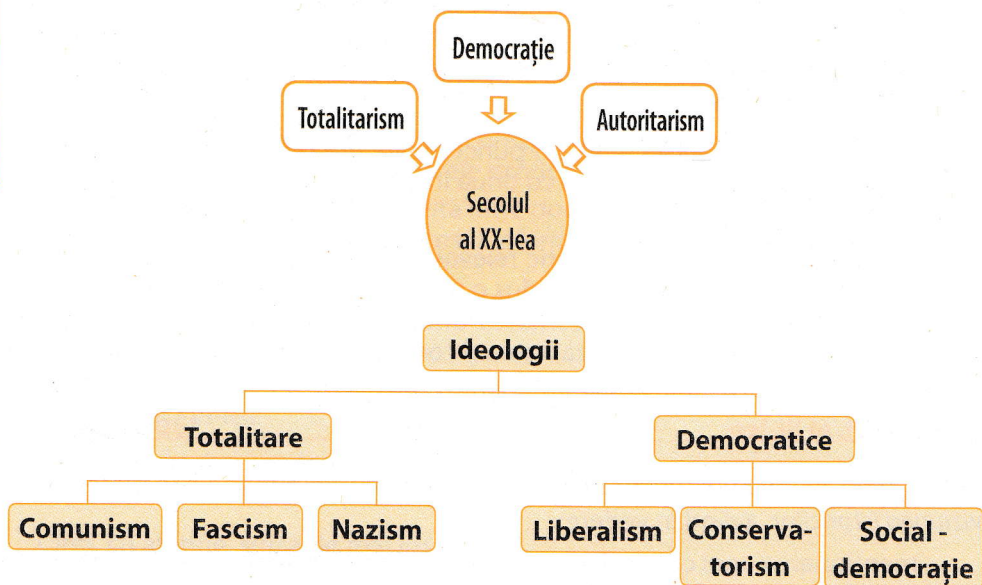 Democrație
Totalitarism
Autoritarism
Secolul
al XX-lea
Ideologii
Totalitare
Democratice
Comunism
Fascism
Nazism
Liberalism
Conserva-
torism
Social -
democrație